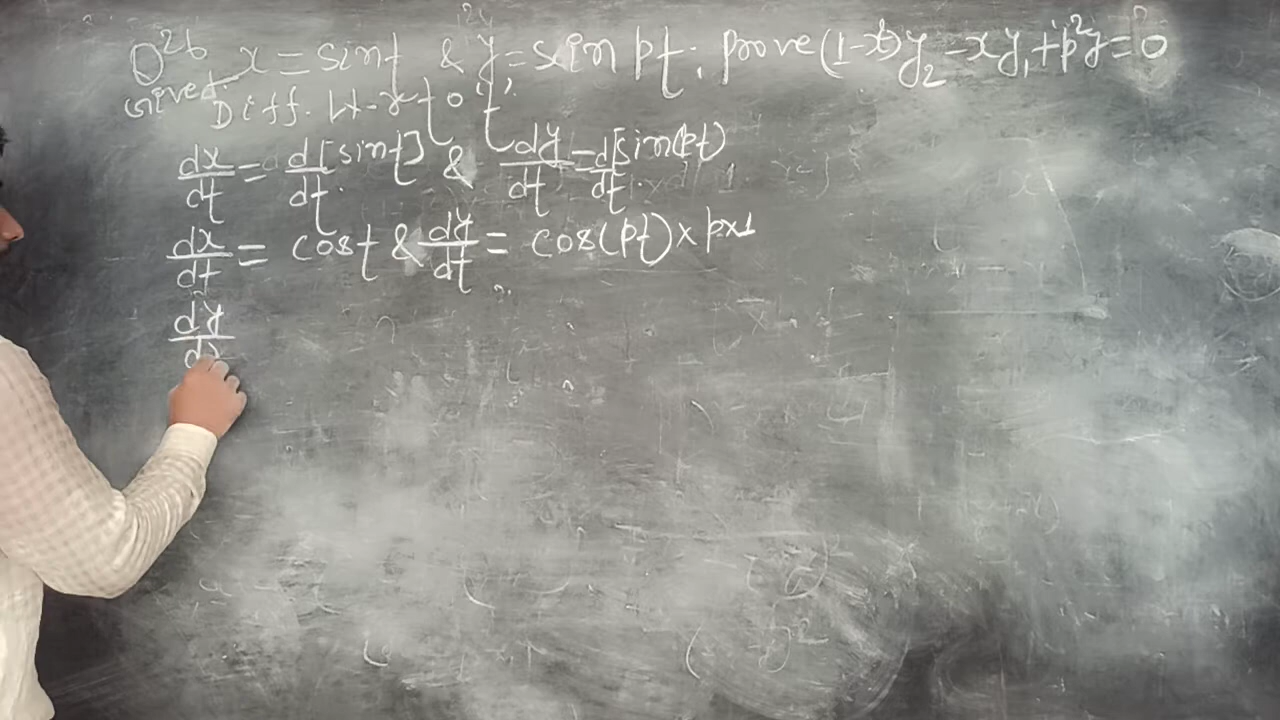 Q26 x = sint & y = sin pt ; prove (1-x²)y₂ - xy₁ + p²y = 0
Given: Diff. w.r.to 't',
dx/dt = d/dt [sint] & dy/dt = d/dt [sin(pt)
dx/dt = cost & dy/dt = cos(pt) × p×1
dy/dx